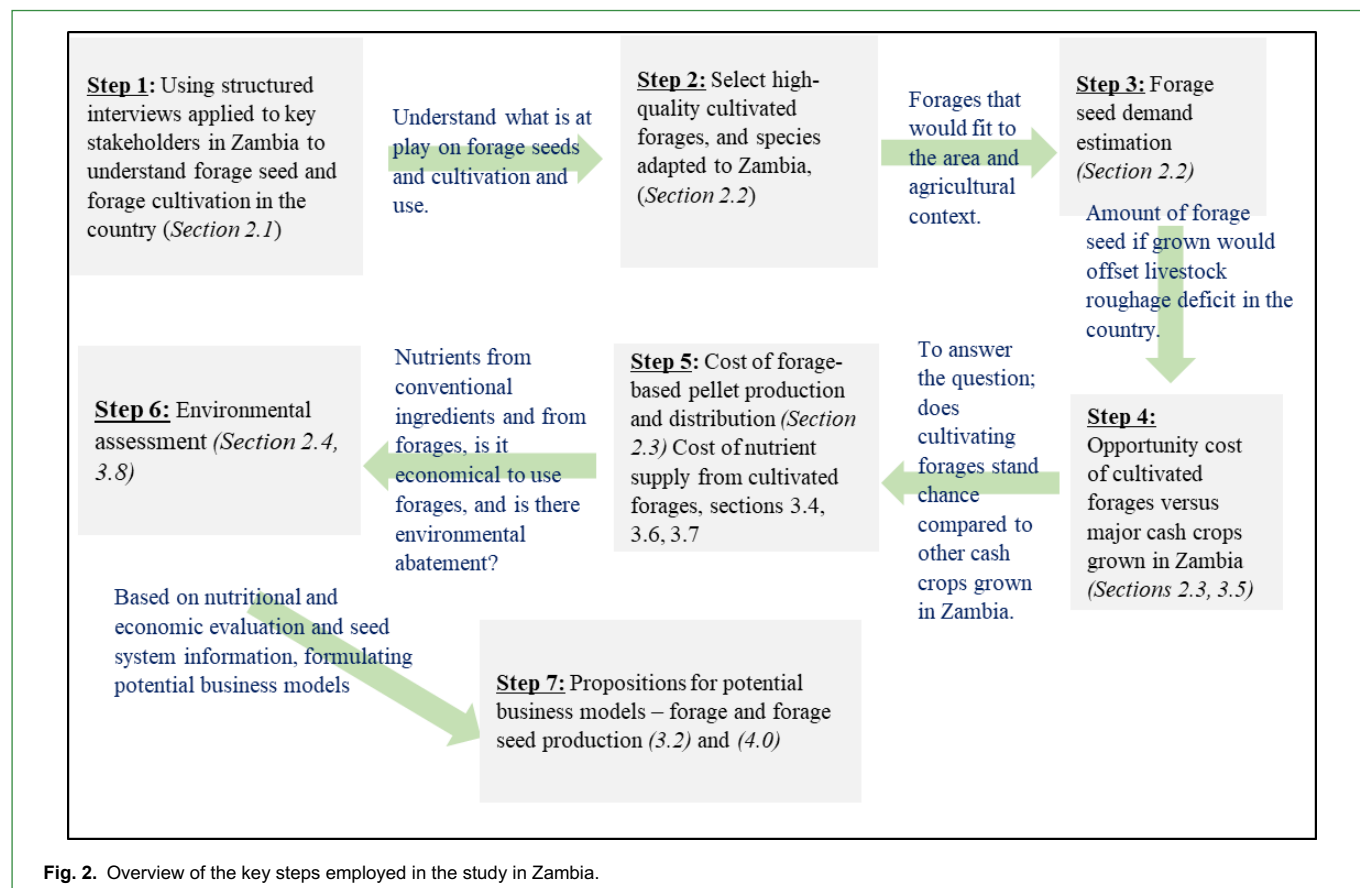 Step 1: Using structured
interviews applied to key
stakeholders in Zambia to
understand forage seed and
forage cultivation in the
country (Section 2.1)
Understand what is at
play on forage seeds
and cultivation and
use.
Step 2: Select high-
quality cultivated
forages, and species
adapted to Zambia,
(Section 2.2)
Forages that
would fit to
the area and
agricultural
context.
Step 3: Forage
seed demand
estimation
(Section 2.2)
Amount of forage
seed if grown would
offset livestock
roughage deficit in the
country.
Step 4:
Opportunity cost
of cultivated
forages versus
major cash crops
grown in Zambia
(Sections 2.3, 3.5)
To answer
the question;
does
cultivating
forages stand
chance
compared to
other cash
crops grown
in Zambia.
Step 5: Cost of forage-
based pellet production
and distribution (Section
2.3) Cost of nutrient
supply from cultivated
forages, sections 3.4,
3.6, 3.7
Nutrients from
conventional
ingredients and from
forages, is it
economical to use
forages, and is there
environmental
abatement?
Step 6: Environmental
assessment (Section 2.4,
3.8)
Based on nutritional and
economic evaluation and seed
system information, formulating
potential business models
Step 7: Propositions for potential
business models – forage and forage
seed production (3.2) and (4.0)
Fig. 2. Overview of the key steps employed in the study in Zambia.